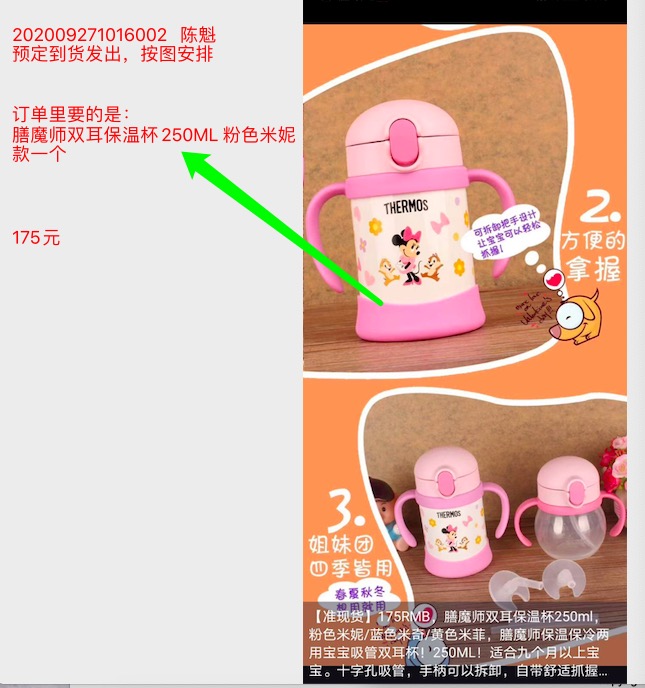 202009271016002 陈魁
预定到货发出，按图安排
订单里要的是：
膳魔师双耳保温杯250ML 粉色米妮
款一个
175元
THERMOS
可拆卸把手设计
让宝宝可以轻松
抓握！
2.
方便的
拿握
3.
姐妹团
四季皆用
春夏秋冬
THERMOS
【准现货】175RMB，膳魔师双耳保温杯250ml，
粉色米妮/蓝色米奇/黄色米菲，膳魔师保温保冷两
用宝宝吸管双耳杯！250ML！适合九个月以上宝
宝。十字孔吸管，手柄可以拆卸，自带舒适抓握...